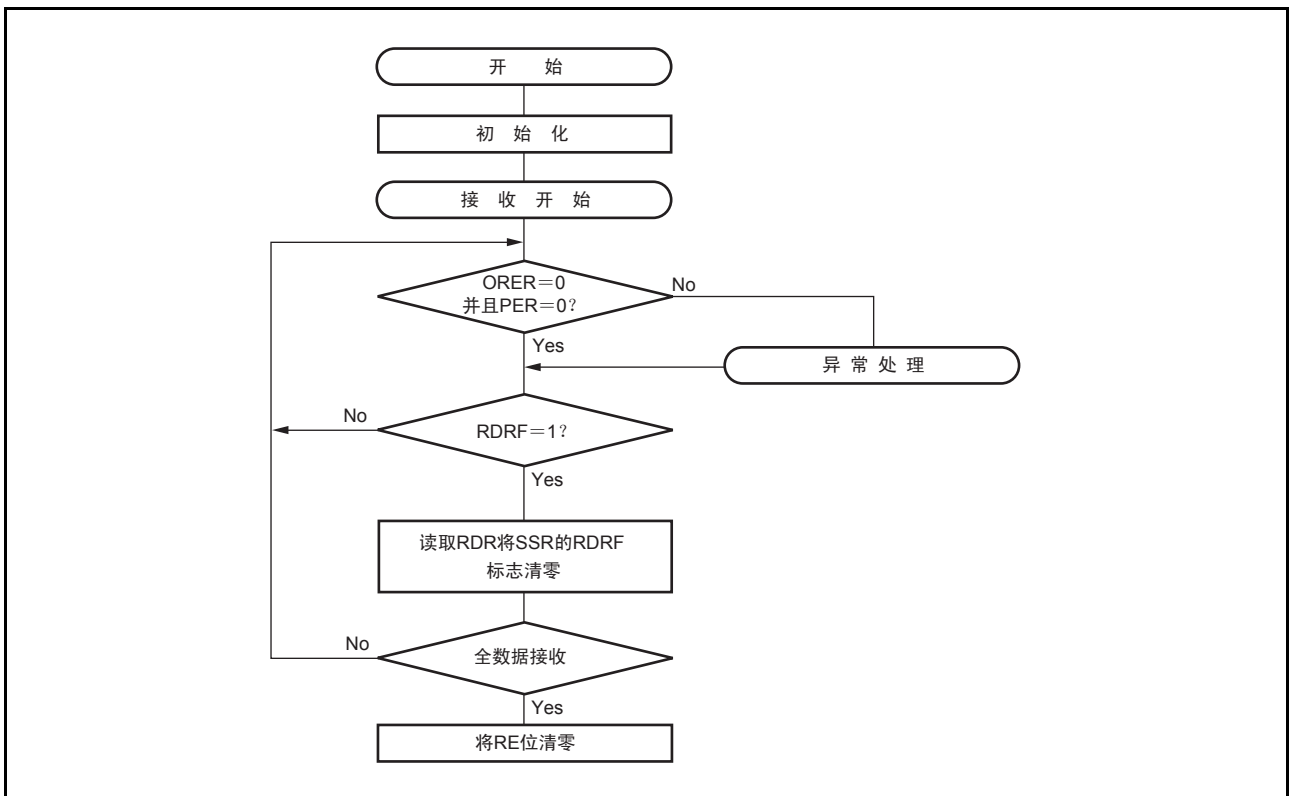 开 始
初 始 化
接 收 开 始
ORER＝0
并且PER＝0？
No
Yes
异 常 处 理
No
RDRF＝1？
Yes
读取RDR将SSR的RDRF
标志清零
No
全数据接收
Yes
将RE位清零